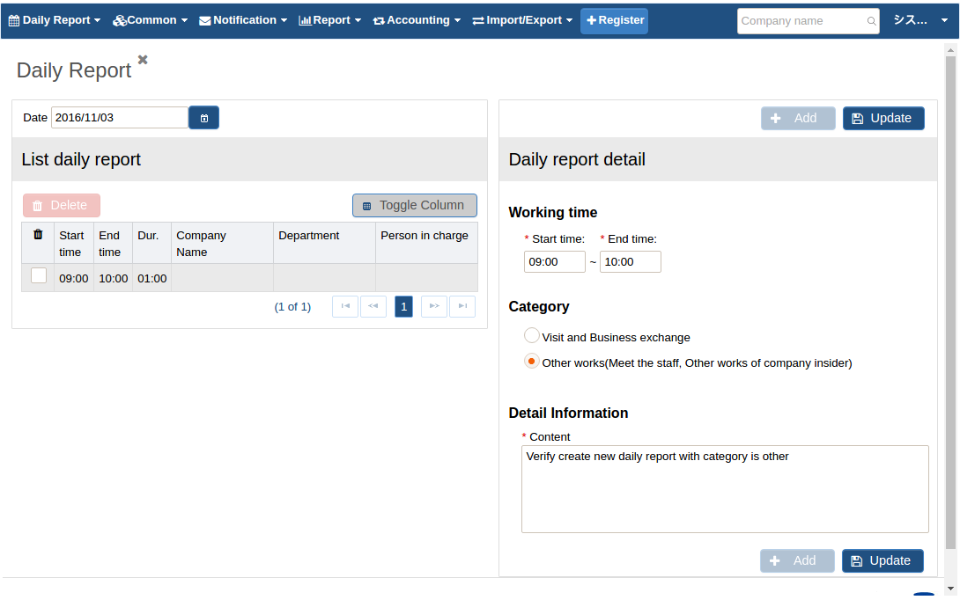 Daily Report Common Notification Report Accounting Import/Export Register Company name シス...
Daily Report
Date 2016/11/03
List daily report
Delete Toggle Column
Start time End time Dur. Company Name Department Person in charge
09:00 10:00 01:00
(1 of 1) 1
Add Update
Daily report detail
Working time
* Start time: * End time:
09:00 ~ 10:00
Category
Visit and Business exchange
Other works(Meet the staff, Other works of company insider)
Detail Information
* Content
Verify create new daily report with category is other
Add Update